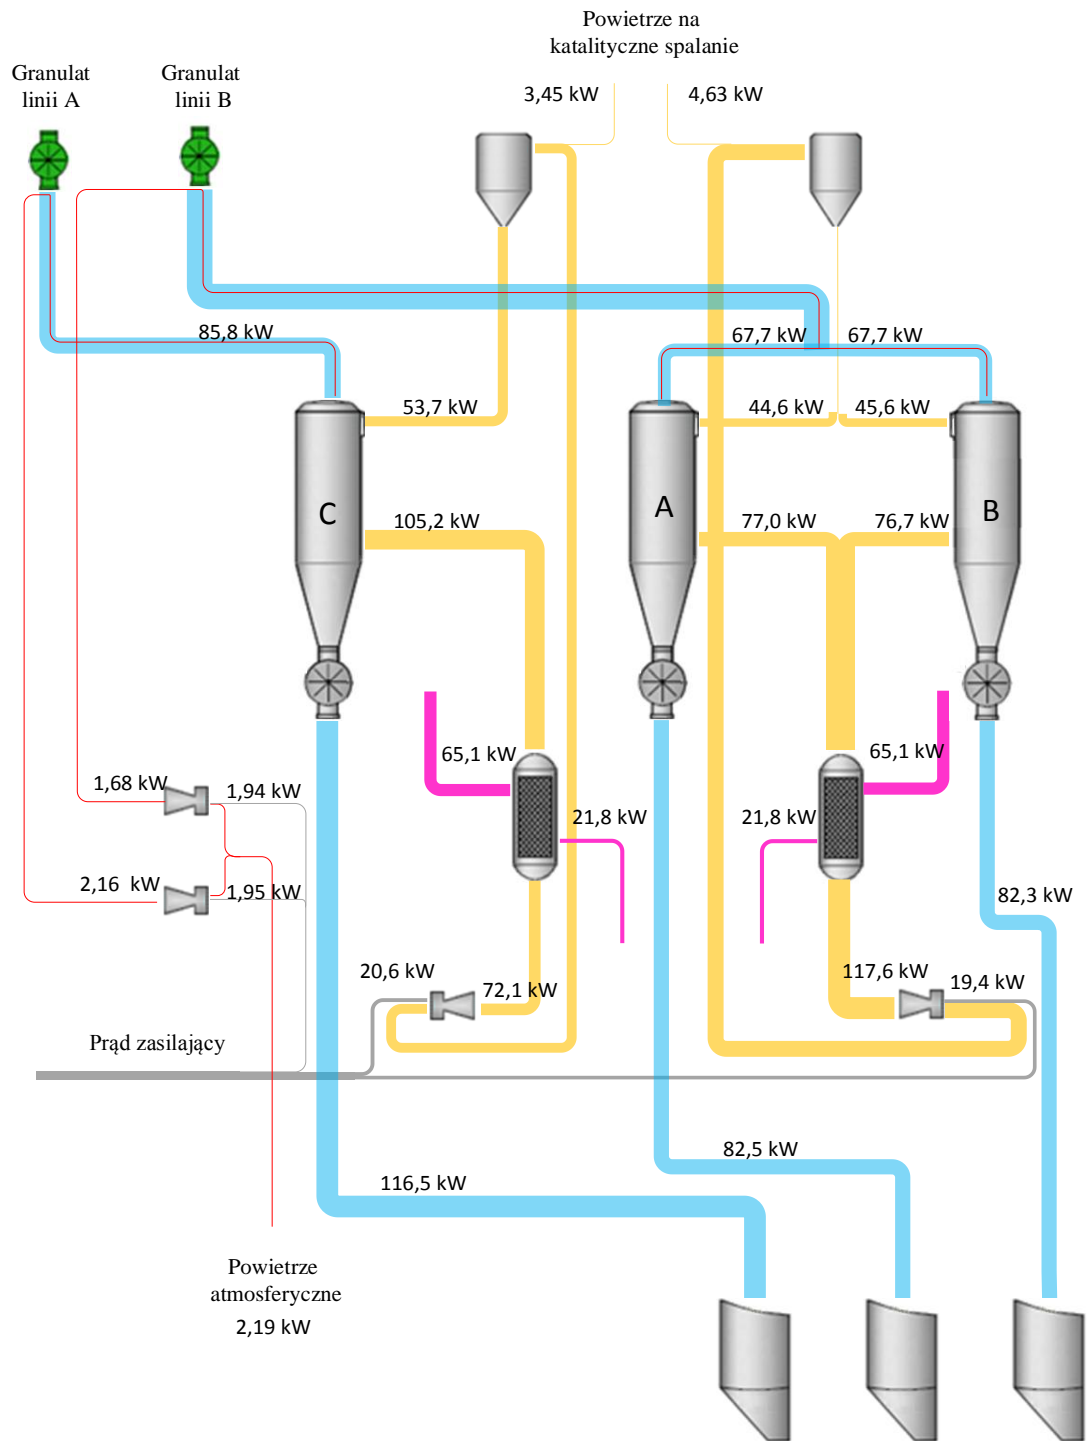 Powietrze na
katalityczne spalanie
Granulat
linii A
Granulat
linii B
3,45 kW
4,63 kW
85,8 kW
67,7 kW
67,7 kW
53,7 kW
44,6 kW
45,6 kW
C
A
B
105,2 kW
77,0 kW
76,7 kW
65,1 kW
65,1 kW
1,68 kW
1,94 kW
21,8 kW
21,8 kW
2,16 kW
1,95 kW
82,3 kW
20,6 kW
72,1 kW
117,6 kW
19,4 kW
Prąd zasilający
82,5 kW
116,5 kW
Powietrze
atmosferyczne
2,19 kW